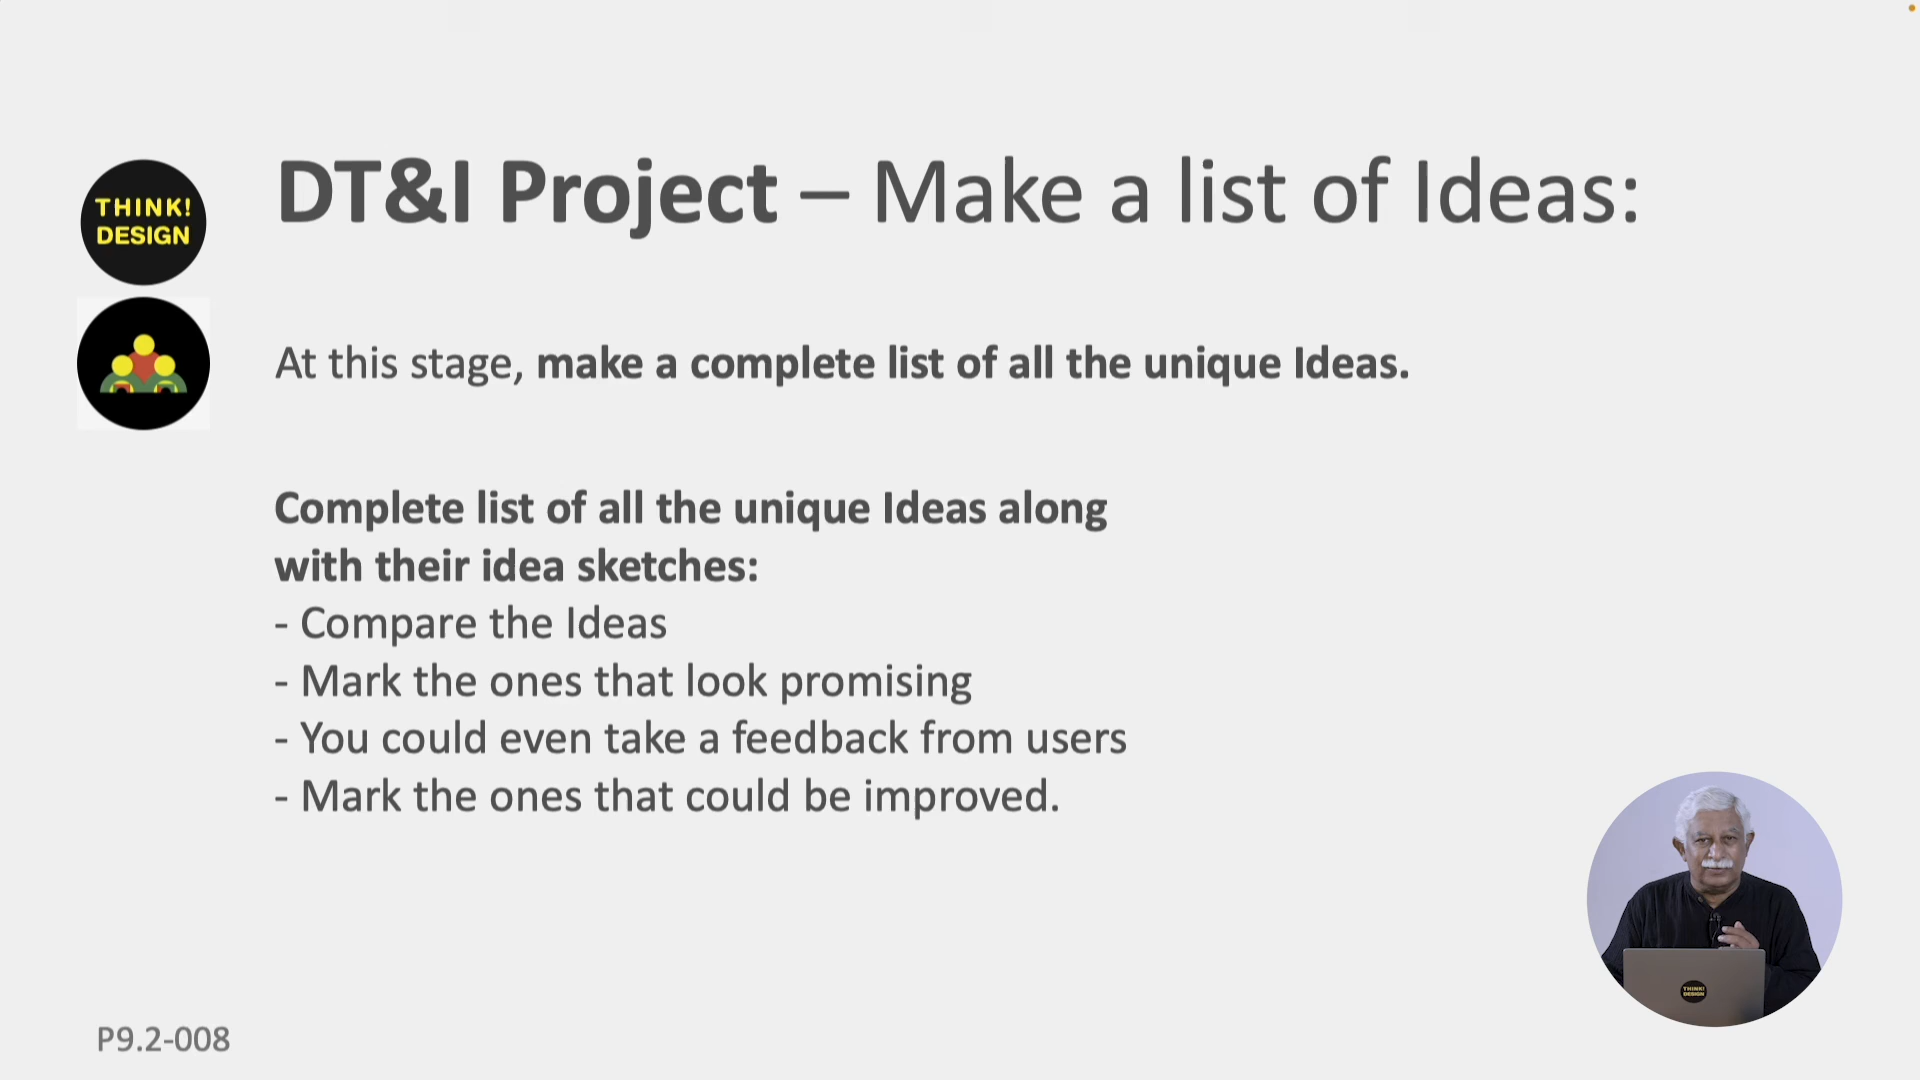 THINK!
DESIGN
DT&I Project – Make a list of Ideas:
At this stage, make a complete list of all the unique Ideas.
Complete list of all the unique Ideas along
with their idea sketches:
- Compare the Ideas
- Mark the ones that look promising
- You could even take a feedback from users
- Mark the ones that could be improved.
THINK!
DESIGN
P9.2-008